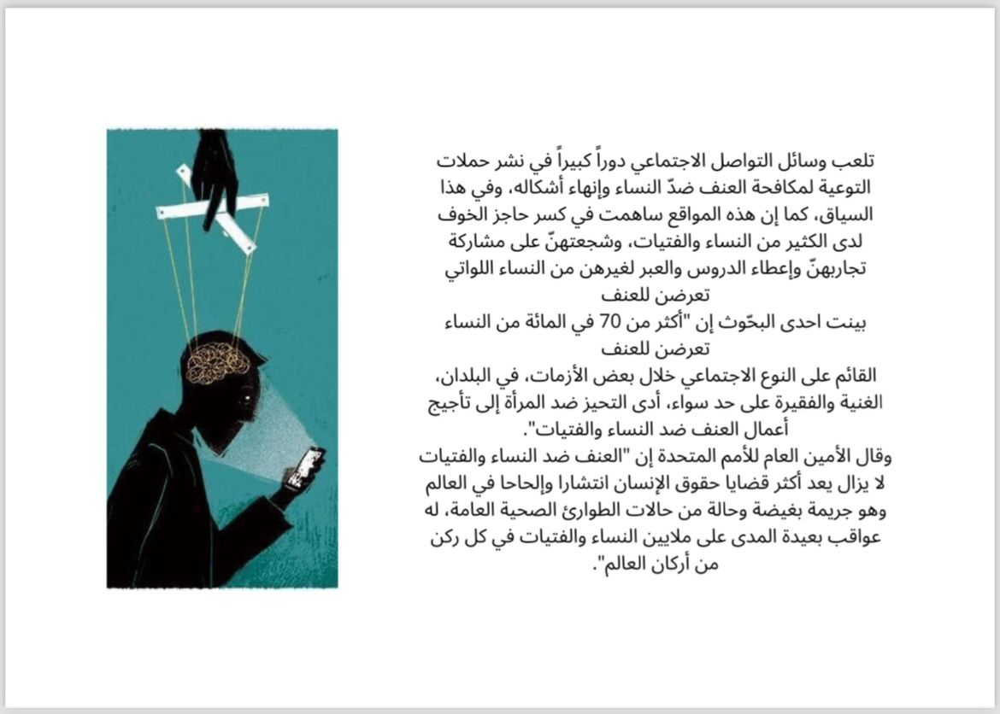 تلعب وسائل التواصل الاجتماعي دوراً كبيراً في نشر حملات
التوعية لمكافحة العنف ضدّ النساء وإنهاء أشكاله، وفي هذا
السياق، كما إن هذه المواقع ساهمت في كسر حاجز الخوف
لدى الكثير من النساء والفتيات، وشجعتهنّ على مشاركة
تجاربهنّ وإعطاء الدروس والعبر لغيرهن من النساء اللواتي
تعرضن للعنف
بينت احدى البحّوث إن "أكثر من 70 في المائة من النساء
تعرضن للعنف
القائم على النوع الاجتماعي خلال بعض الأزمات، في البلدان،
الغنية والفقيرة على حد سواء، أدى التحيز ضد المرأة إلى تأجيج
أعمال العنف ضد النساء والفتيات".
وقال الأمين العام للأمم المتحدة إن "العنف ضد النساء والفتيات
لا يزال يعد أكثر قضايا حقوق الإنسان انتشارا وإلحاحا في العالم
وهو جريمة بغيضة وحالة من حالات الطوارئ الصحية العامة، له
عواقب بعيدة المدى على ملايين النساء والفتيات في كل ركن
من أركان العالم".